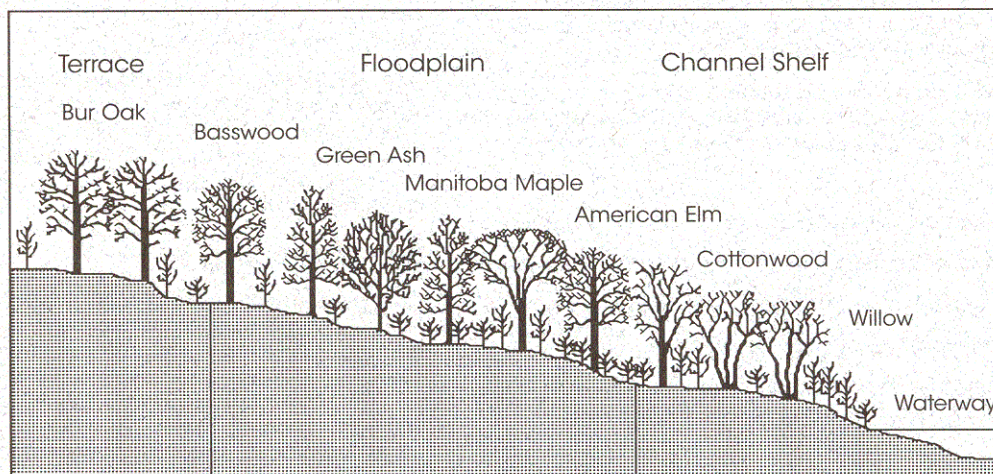 Terrace
Floodplain
Channel Shelf
Bur Oak
Basswood
Green Ash
Manitoba Maple
American Elm
Cottonwood
Willow
Waterway